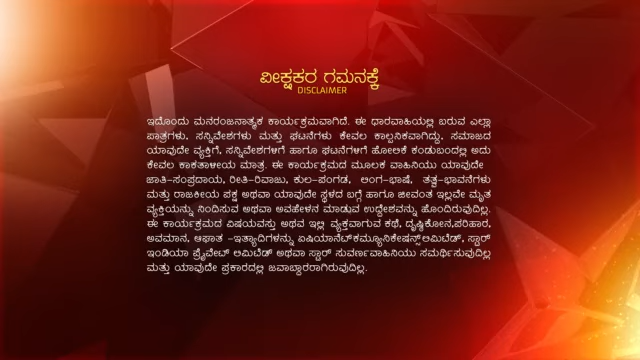 ವೀಕ್ಷಕರ ಗಮನಕ್ಕೆ
DISCLAIMER
ಇದೊಂದು ಮನರಂಜನಾತ್ಮಕ ಕಾರ್ಯಕ್ರಮವಾಗಿದೆ. ಈ ಧಾರಾವಾಹಿಯಲ್ಲಿ ಬರುವ ಎಲ್ಲಾ
ಪಾತ್ರಗಳು, ಸನ್ನಿವೇಶಗಳು ಮತ್ತು ಘಟನೆಗಳು ಕೇವಲ ಕಾಲ್ಪನಿಕವಾಗಿದ್ದು, ಸಮಾಜದ
ಯಾವುದೇ ವ್ಯಕ್ತಿಗೆ, ಸನ್ನಿವೇಶಗಳಿಗೆ ಹಾಗೂ ಘಟನೆಗಳಿಗೆ ಹೋಲಿಕೆ ಕಂಡುಬಂದಲ್ಲಿ ಅದು
ಕೇವಲ ಕಾಕತಾಳೀಯ ಮಾತ್ರ. ಈ ಕಾರ್ಯಕ್ರಮದ ಮೂಲಕ ವಾಹಿನಿಯು ಯಾವುದೇ
ಜಾತಿ-ಸಂಪ್ರದಾಯ, ರೀತಿ-ರಿವಾಜು, ಕುಲ-ಪಂಗಡ, ಲಿಂಗ-ಭಾಷೆ, ತತ್ವ-ಭಾವನೆಗಳು
ಮತ್ತು ರಾಜಕೀಯ ಪಕ್ಷ ಅಥವಾ ಯಾವುದೇ ಸ್ಥಳದ ಬಗ್ಗೆ ಹಾಗೂ ಜೀವಂತ ಇಲ್ಲವೇ ಮೃತ
ವ್ಯಕ್ತಿಯನ್ನು ನಿಂದಿಸುವ ಅಥವಾ ಅವಹೇಳನ ಮಾಡುವ ಉದ್ದೇಶವನ್ನು ಹೊಂದಿರುವುದಿಲ್ಲ.
ಈ ಕಾರ್ಯಕ್ರಮದ ವಿಷಯವಸ್ತು ಅಥವ ಇಲ್ಲಿ ವ್ಯಕ್ತವಾಗುವ ಕಥೆ, ದೃಷ್ಟಿಕೋನ,ಪರಿಹಾರ,
ಅವಮಾನ, ಆಘಾತ -ಇತ್ಯಾದಿಗಳನ್ನು ಏಷಿಯಾನೆಟ್‌ಕಮ್ಯೂನಿಕೇಷನ್ಸ್‌ ಲಿಮಿಟೆಡ್, ಸ್ಟಾರ್
ಇಂಡಿಯಾ ಪ್ರೈವೇಟ್ ಲಿಮಿಟೆಡ್ ಅಥವಾ ಸ್ಟಾರ್ ಸುವರ್ಣವಾಹಿನಿಯು ಸಮರ್ಥಿಸುವುದಿಲ್ಲ
ಮತ್ತು ಯಾವುದೇ ಪ್ರಕಾರದಲ್ಲಿ ಜವಾಬ್ದಾರರಾಗಿರುವುದಿಲ್ಲ.